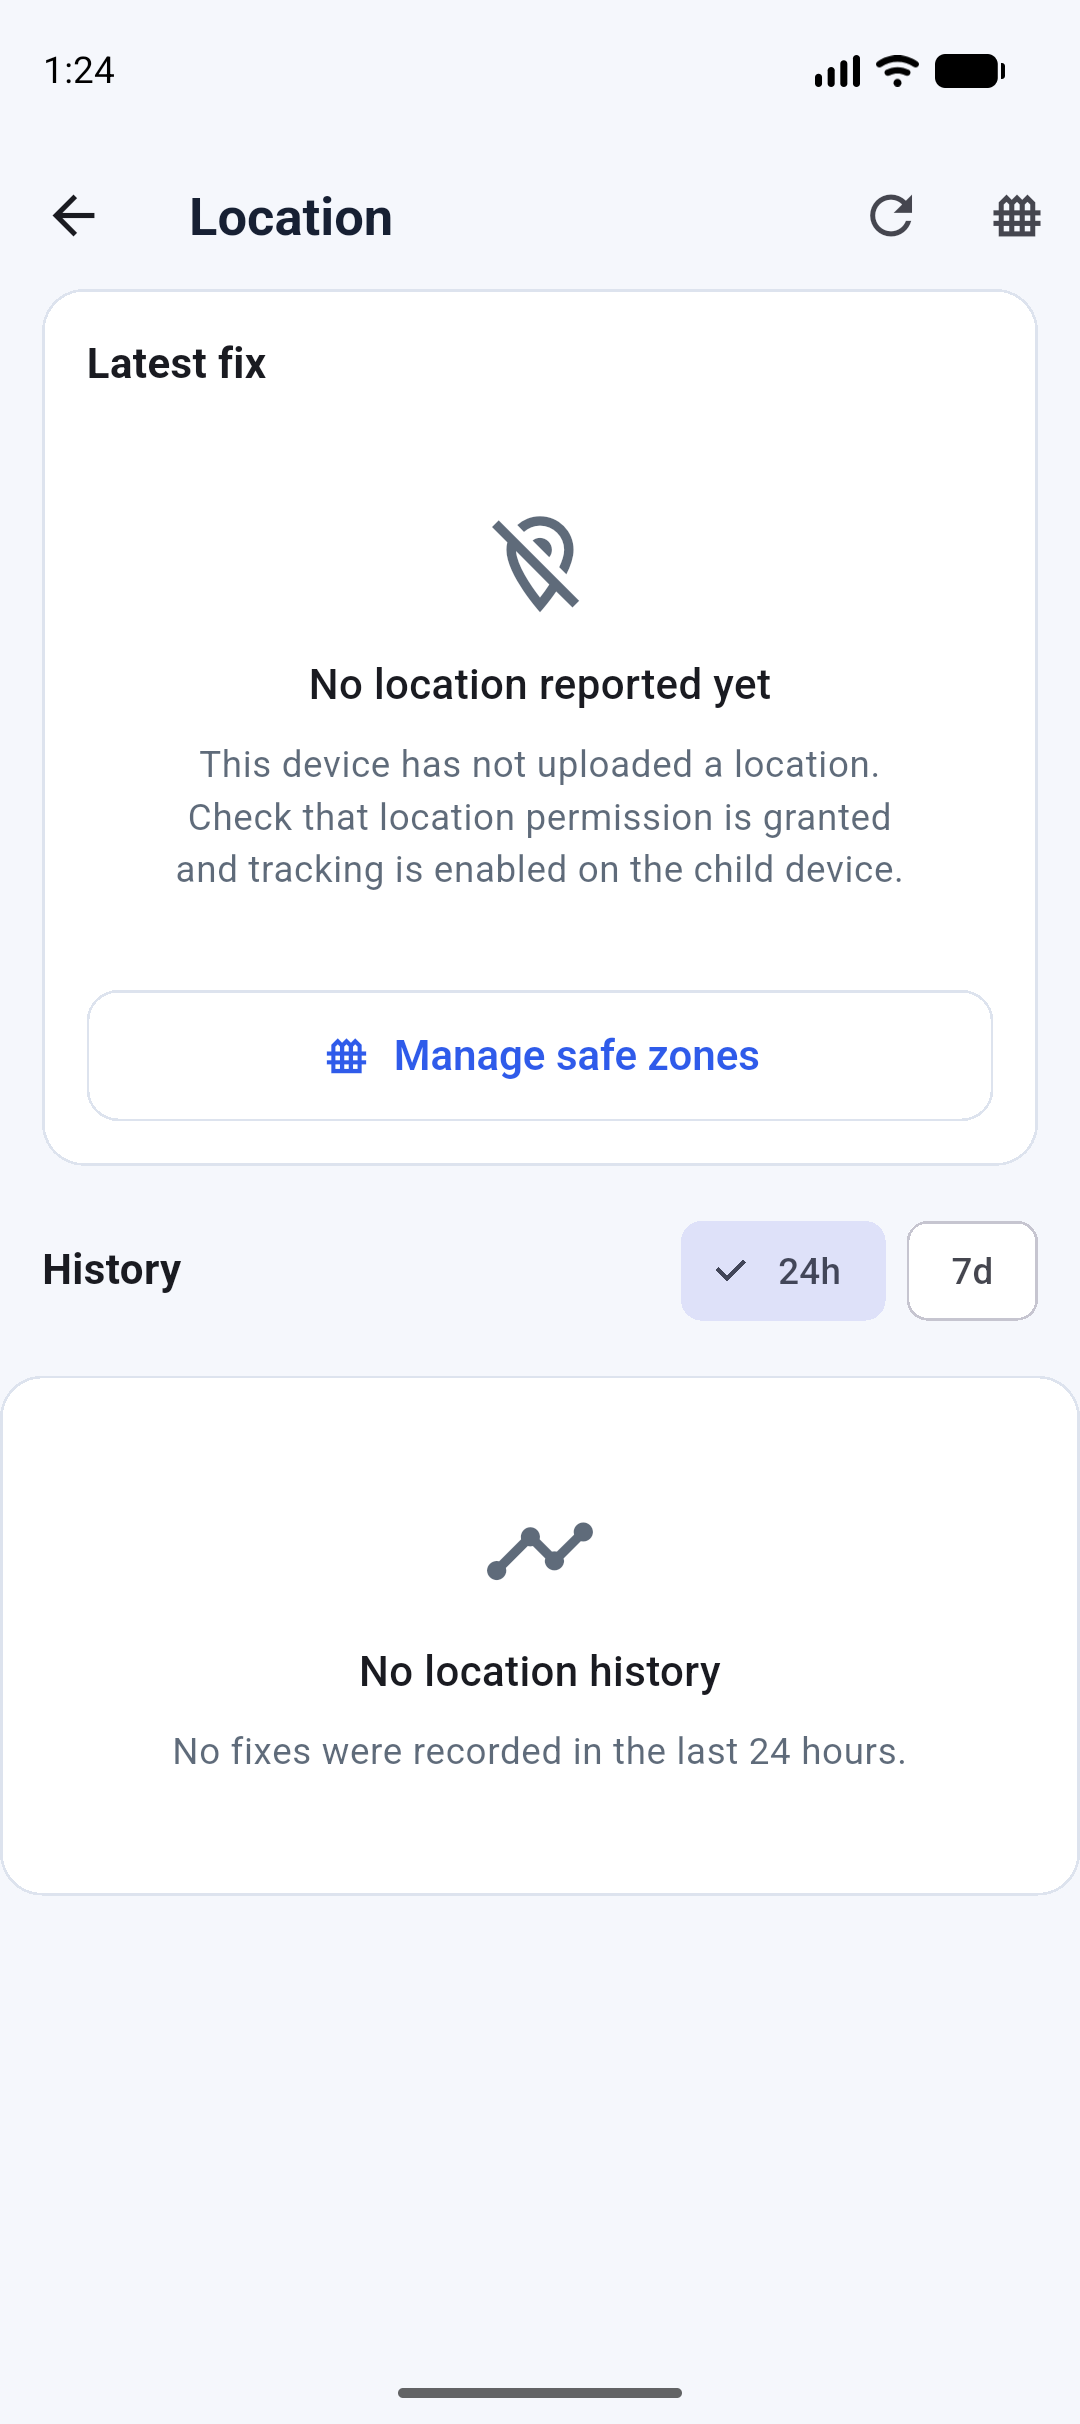 1:24
Location
Latest fix
No location reported yet
This device has not uploaded a location.
Check that location permission is granted
and tracking is enabled on the child device.
Manage safe zones
History
24h
7d
No location history
No fixes were recorded in the last 24 hours.